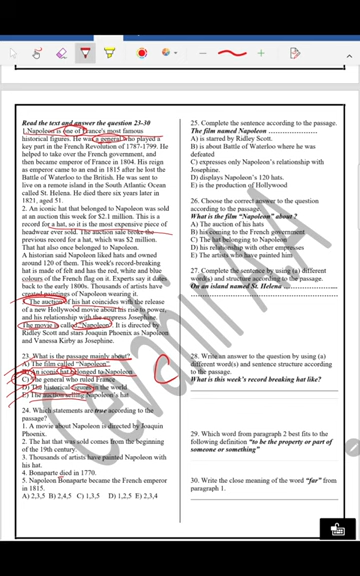 Read the text and answer the question 23-30
1.Napoleon is one of France's most famous
historical figures. He was a general who played a
key part in the French Revolution of 1787-1799. He
helped to take over the French government, and
then became emperor of France in 1804. His reign
as emperor came to an end in 1815 after he lost the
Battle of Waterloo to the British. He was sent to
live on a remote island in the South Atlantic Ocean
called St. Helena. He died there six years later in
1821, aged 51.
2. An iconic hat that belonged to Napoleon was sold
at an auction this week for $2.1 million. This is a
record for a hat, so it is the most expensive piece of
headwear ever sold. The auction sale broke the
previous record for a hat, which was $2 million.
That hat also once belonged to Napoleon.
A historian said Napoleon liked hats and owned
around 120 of them. This week's record-breaking
hat is made of felt and has the red, white and blue
colours of the French flag on it. Experts say it dates
back to the early 1800s. Thousands of artists have
created paintings of Napoleon wearing it.
3. The auction of his hat coincides with the release
of a new Hollywood movie about his rise to power,
and his relationship with the empress Josephine.
The movie is called "Napoleon". It is directed by
Ridley Scott and stars Joaquin Phoenix as Napoleon
and Vanessa Kirby as Josephine.
23. What is the passage mainly about?
A) The film called "Napoleon"
B) An iconic hat belonged to Napoleon
C) The general who ruled France
D) The historical in the world
E) The auction selling Napoleon's hat
24. Which statements are true according to the
passage?
1. A movie about Napoleon is directed by Joaquin
Phoenix.
2. The hat that was sold comes from the beginning
of the 19th century.
3. Thousands of artists have painted Napoleon with
his hat.
4. Bonaparte died in 1770.
5. Napoleon Bonaparte became the French emperor
in 1815.
A) 2,3,5 B) 2,4,5 C) 1,3,5 D) 1,2,5 E) 2,3,4
25. Complete the sentence according to the passage.
The film named Napoleon .....................
A) is starred by Ridley Scott.
B) is about Battle of Waterloo where he was
defeated
C) expresses only Napoleon's relationship with
Josephine.
D) displays Napoleon's 120 hats.
E) is the production of Hollywood
26. Choose the correct answer to the question
according to the passage.
What is the film "Napoleon" about ?
A) The auction of his hats
B) his coming to the French government
C) The hat belonging to Napoleon
D) his relationship with other empresses
E) The artists who have painted him
27. Complete the sentence by using (a) different
word(s) and structure according to the passage.
On an island named St. Helena.....................
28. Write an answer to the question by using (a)
different word(s) and sentence structure according
to the passage.
What is this week's record breaking hat like?
29. Which word from paragraph 2 best fits to the
following definition "to be the property or part of
someone or something"
30. Write the close meaning of the word "far" from
paragraph 1.